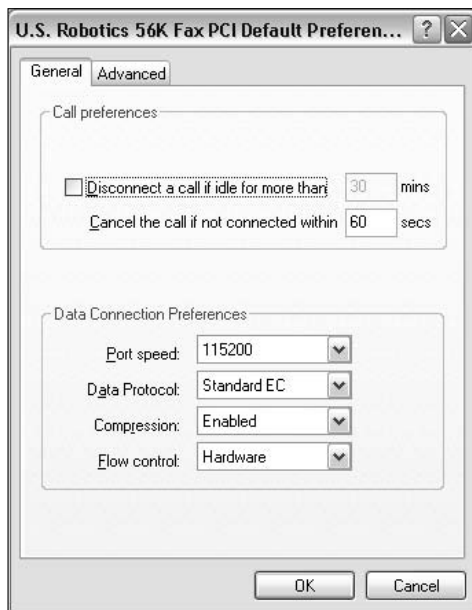 U.S. Robotics 56K Fax PCI Default Preferen... ? X
General Advanced
Call preferences
Disconnect a call if idle for more than 30 mins
Cancel the call if not connected within 60 secs
Data Connection Preferences
Port speed: 115200
Data Protocol: Standard EC
Compression: Enabled
Flow control: Hardware
OK Cancel